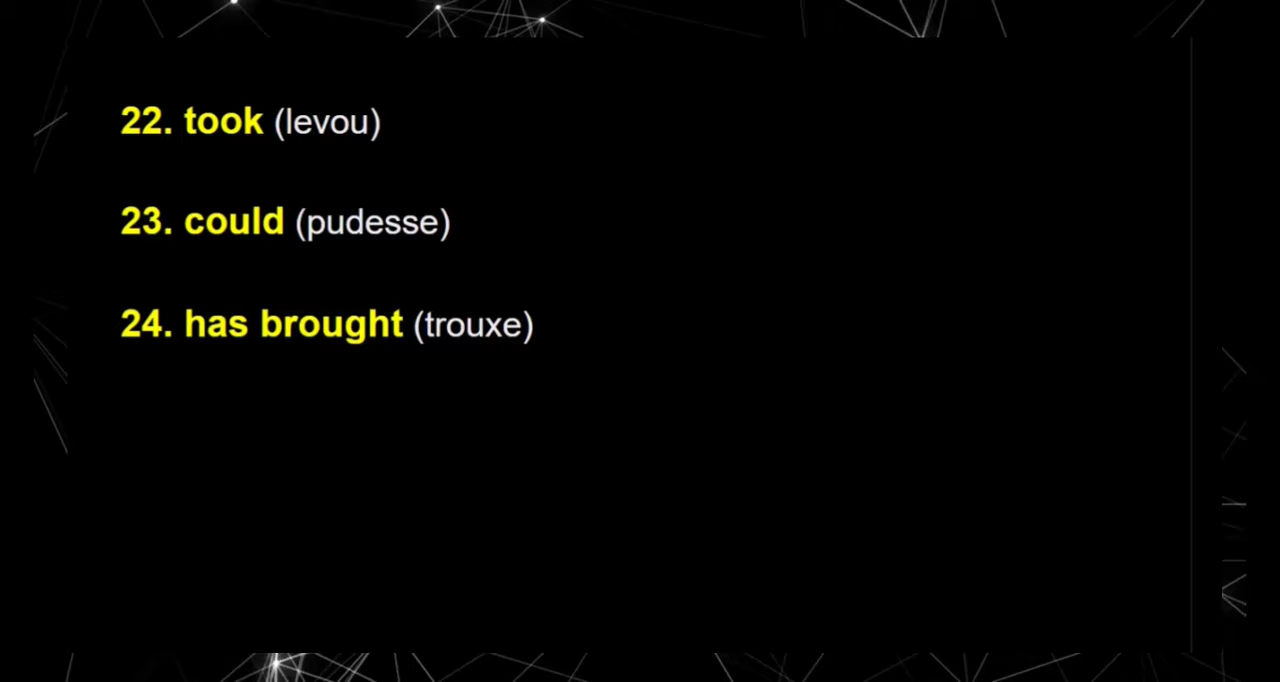 22. took (levou)
23. could (pudesse)
24. has brought (trouxe)